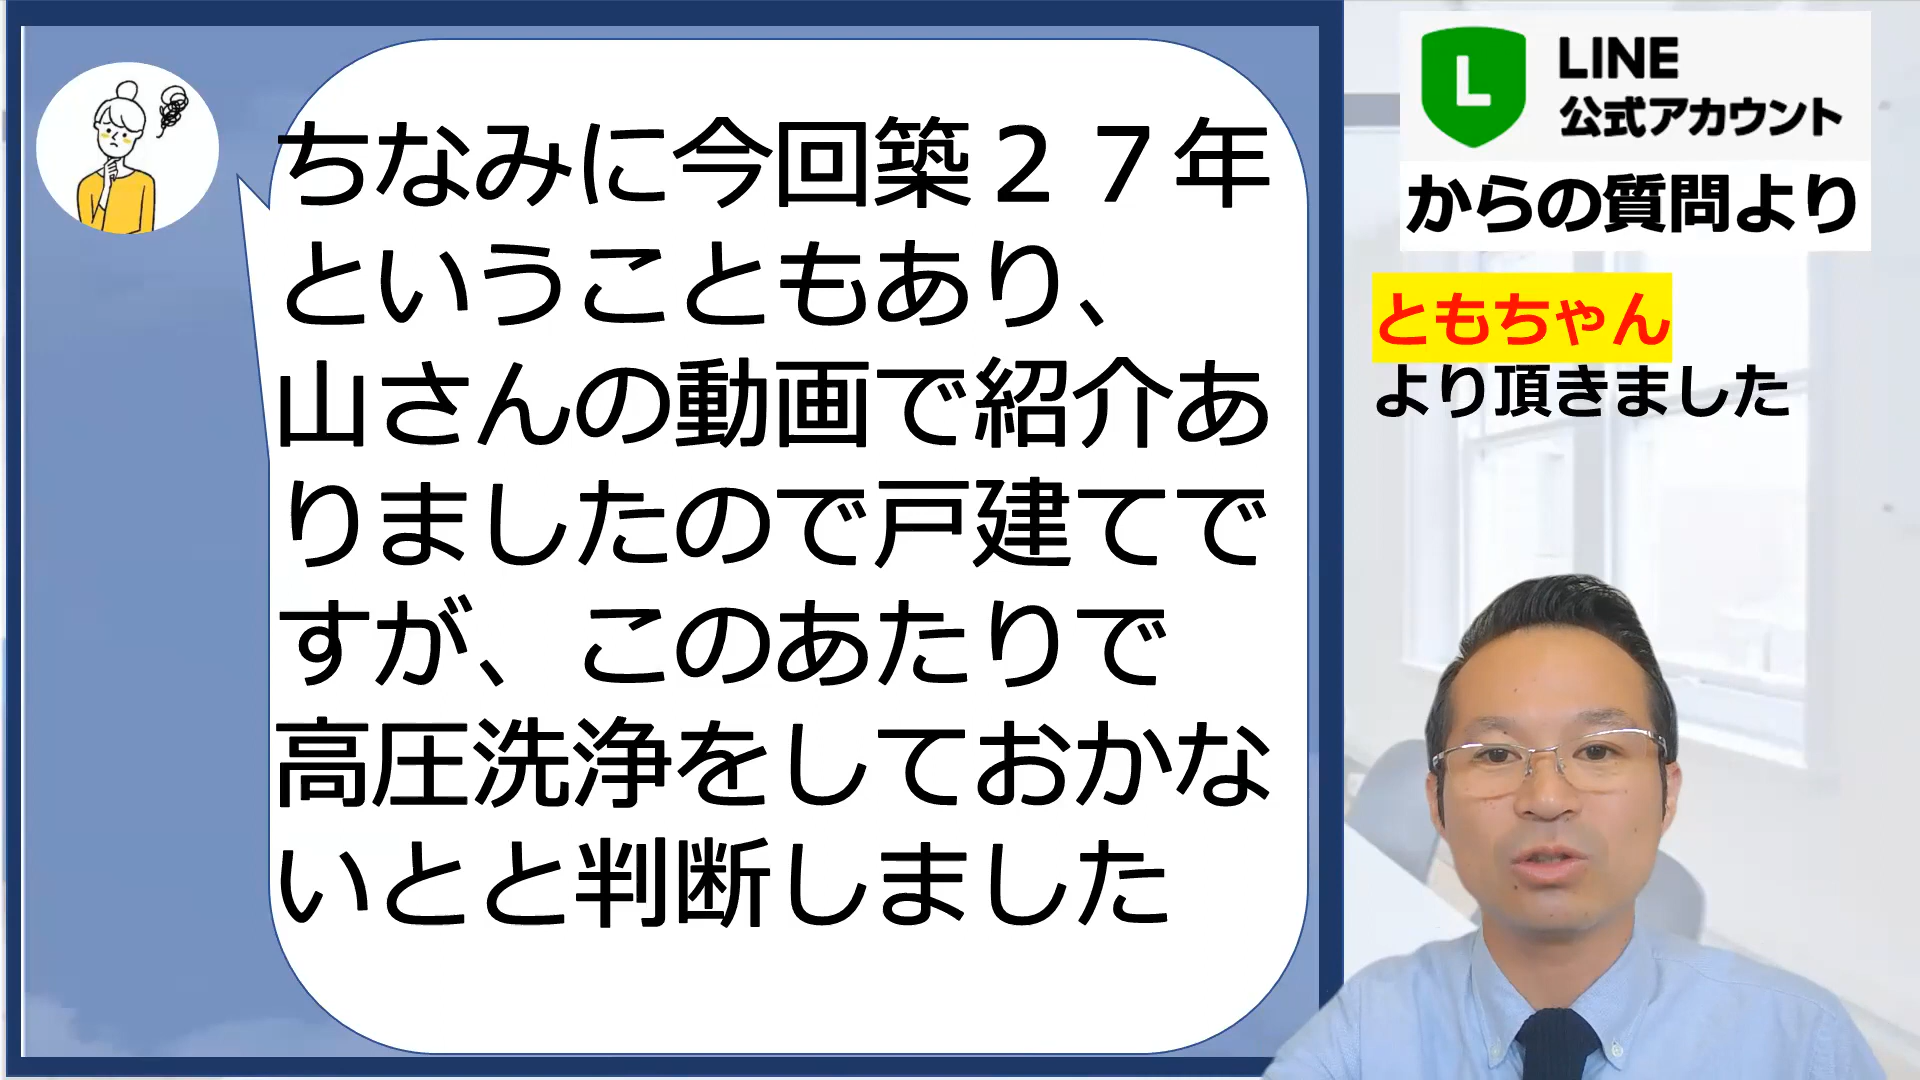 ちなみに今回築２７年
ということもあり、
山さんの動画で紹介あ
りましたので戸建てで
すが、このあたりで
高圧洗浄をしておかな
いとと判断しました
L
LINE
公式アカウント
からの質問より
ともちゃん
より頂きました